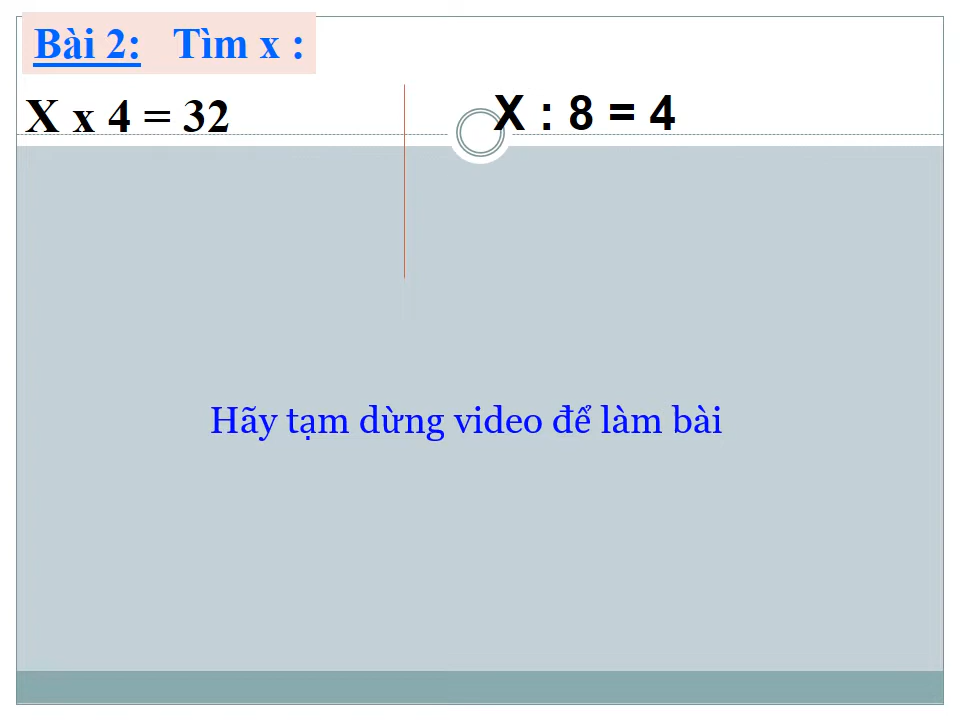 Bài 2: Tìm x :
X x 4 = 32
X : 8 = 4
Hãy tạm dừng video để làm bài